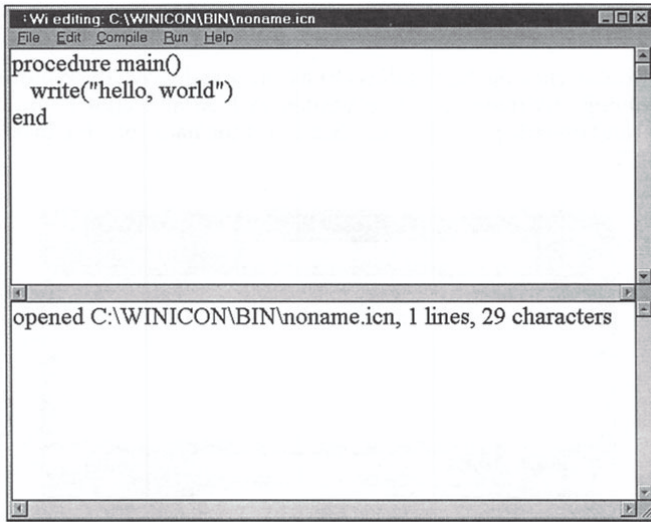 Wi editing: C:\WINICON\BIN\noname.icn
File Edit Compile Run Help
procedure main()
write("hello, world")
end
opened C:\WINICON\BIN\noname.icn, 1 lines, 29 characters